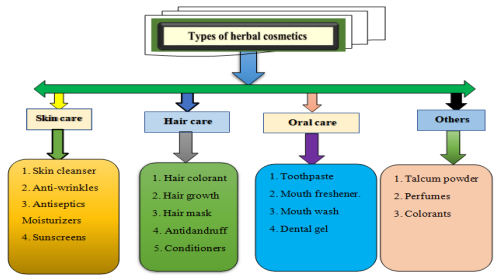 Types of herbal cosmetics
Skin care
Hair care
Oral care
Others
1. Skin cleanser
2. Anti-wrinkles
3. Antiseptics
Moisturizers
4. Sunscreens
1. Hair colorant
2. Hair growth
3. Hair mask
4. Antidandruff
5. Conditioners
1. Toothpaste
2. Mouth freshener.
3. Mouth wash
4. Dental gel
1. Talcum powder
2. Perfumes
3. Colorants